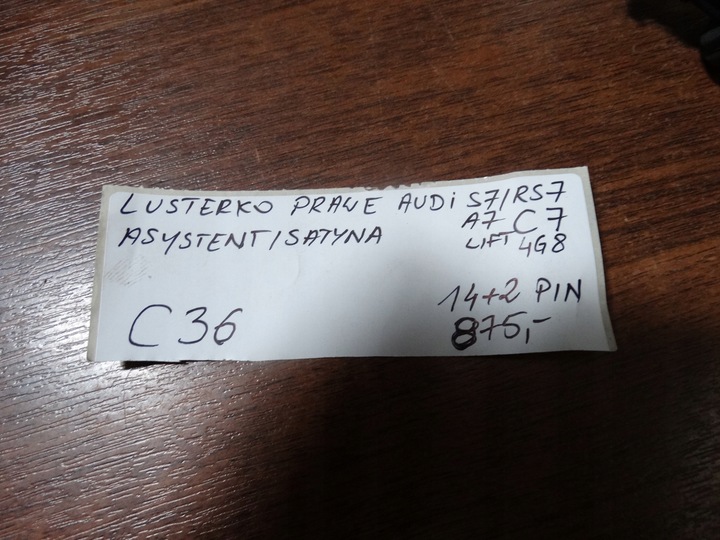 LUSTERKO PRAWE AUDI S7/RS7
ASYSTENT/SATYNA A7 C7
LIFT 4G8
C36 14+2 PIN
875,-